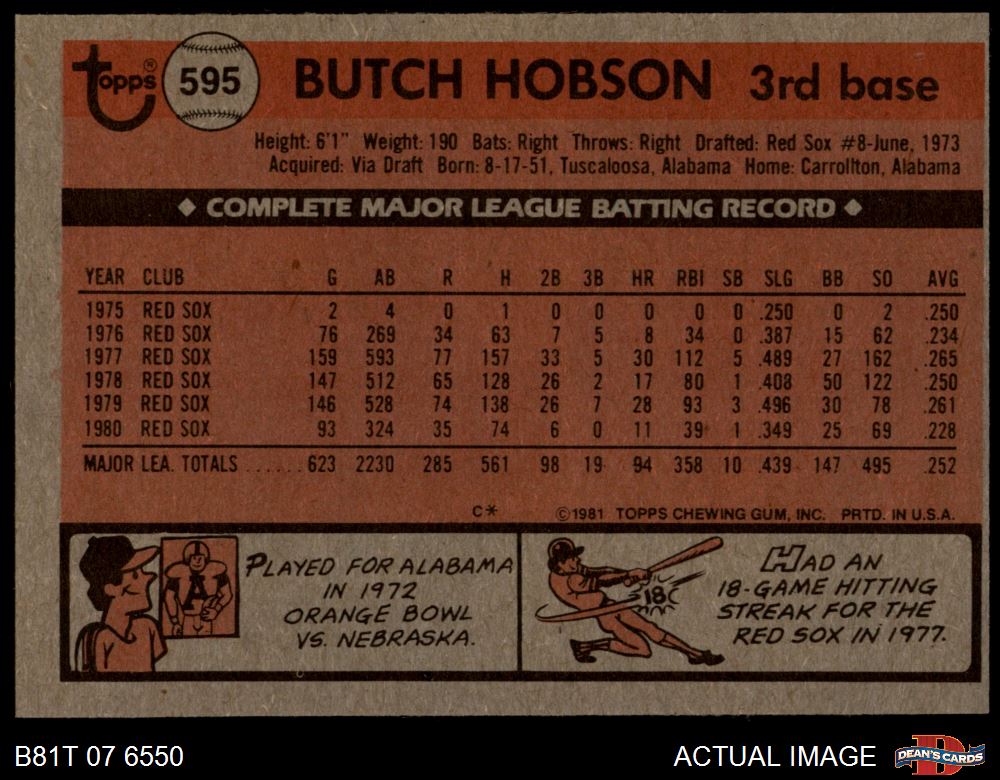 topps® 595 BUTCH HOBSON 3rd base
Height: 6'1" Weight: 190 Bats: Right Throws: Right Drafted: Red Sox #8-June, 1973
Acquired: Via Draft Born: 8-17-51, Tuscaloosa, Alabama Home: Carrollton, Alabama
◆ COMPLETE MAJOR LEAGUE BATTING RECORD ◆
YEAR CLUB G AB R H 2B 3B HR RBI SB SLG BB SO AVG
1975 RED SOX 2 4 0 1 0 0 0 0 0 .250 0 2 .250
1976 RED SOX 76 269 34 63 7 5 8 34 0 .387 15 62 .234
1977 RED SOX 159 593 77 157 33 5 30 112 5 .489 27 162 .265
1978 RED SOX 147 512 65 128 26 2 17 80 1 .408 50 122 .250
1979 RED SOX 146 528 74 138 26 7 28 93 3 .496 30 78 .261
1980 RED SOX 93 324 35 74 6 0 11 39 1 .349 25 69 .228
MAJOR LEA. TOTALS ...... 623 2230 285 561 98 19 94 358 10 .439 147 495 .252
C* ©1981 TOPPS CHEWING GUM, INC. PRTD. IN U.S.A.
A
PLAYED FOR ALABAMA
IN 1972
ORANGE BOWL
VS. NEBRASKA.
18
HAD AN
18-GAME HITTING
STREAK FOR THE
RED SOX IN 1977.
B81T 07 6550 ACTUAL IMAGE D DEAN'S CARDS